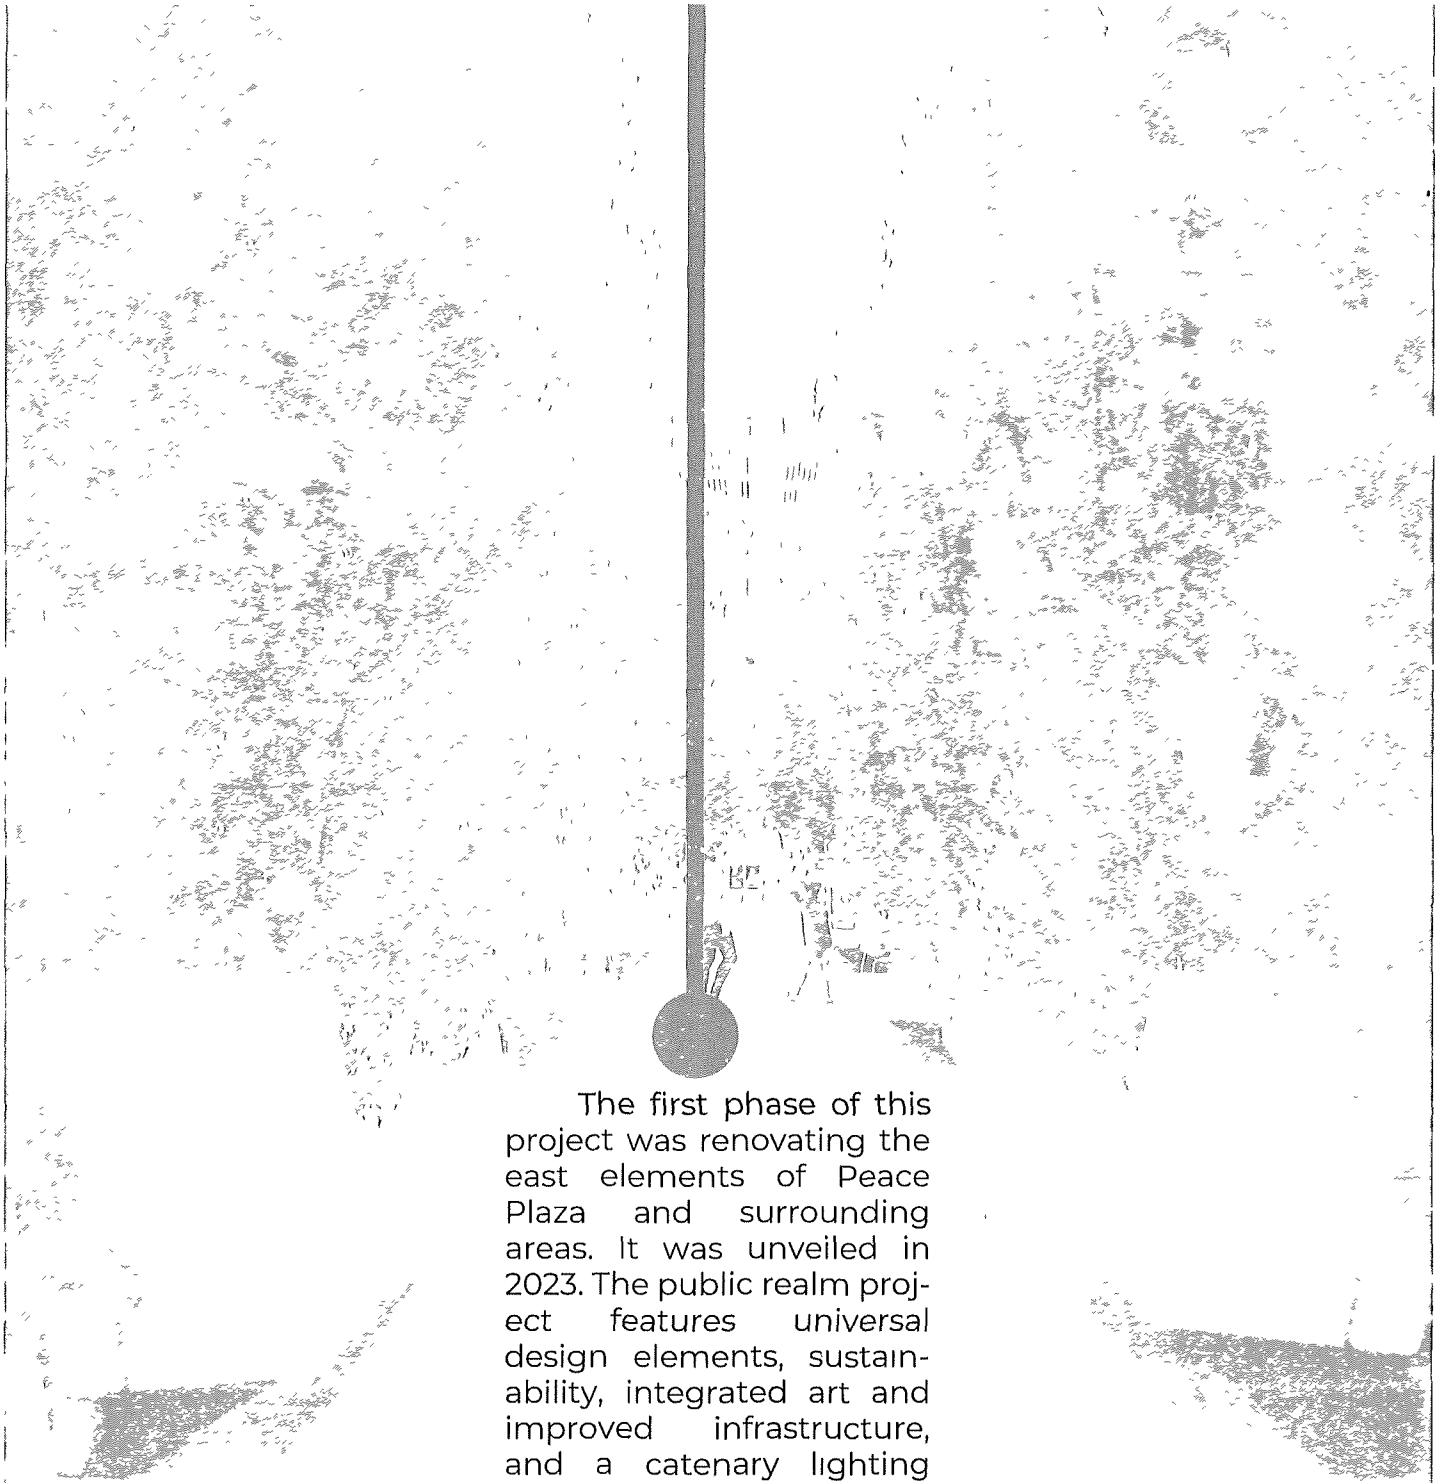 The first phase of this
project was renovating the
east elements of Peace
Plaza and surrounding
areas. It was unveiled in
2023. The public realm proj-
ect features universal
design elements, sustain-
ability, integrated art and
improved infrastructure,
and a catenary lighting